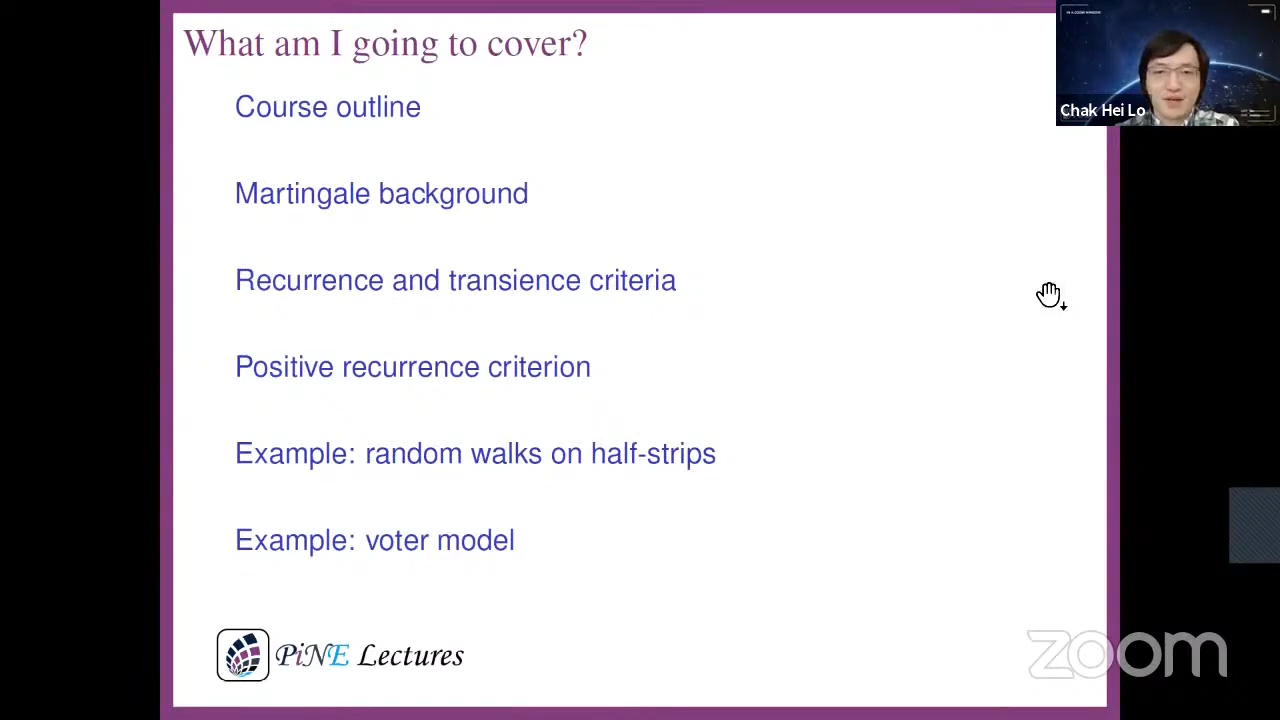 What am I going to cover?
Course outline
Martingale background
Recurrence and transience criteria
Positive recurrence criterion
Example: random walks on half-strips
Example: voter model
PiNE Lectures
Chak Hei Lo
zoom